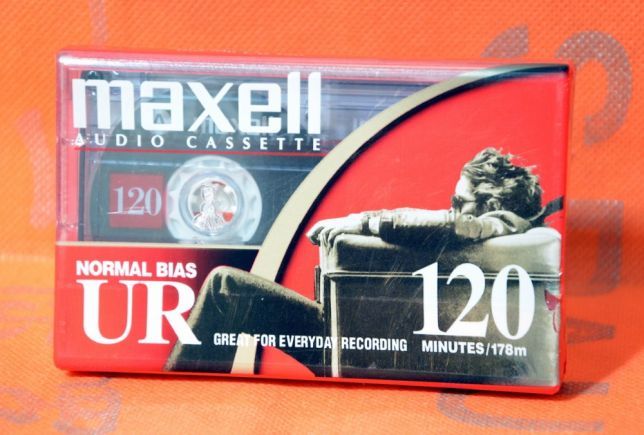 maxell
AUDIO CASSETTE
120
NORMAL BIAS
UR
GREAT FOR EVERYDAY RECORDING
120
MINUTES/178m